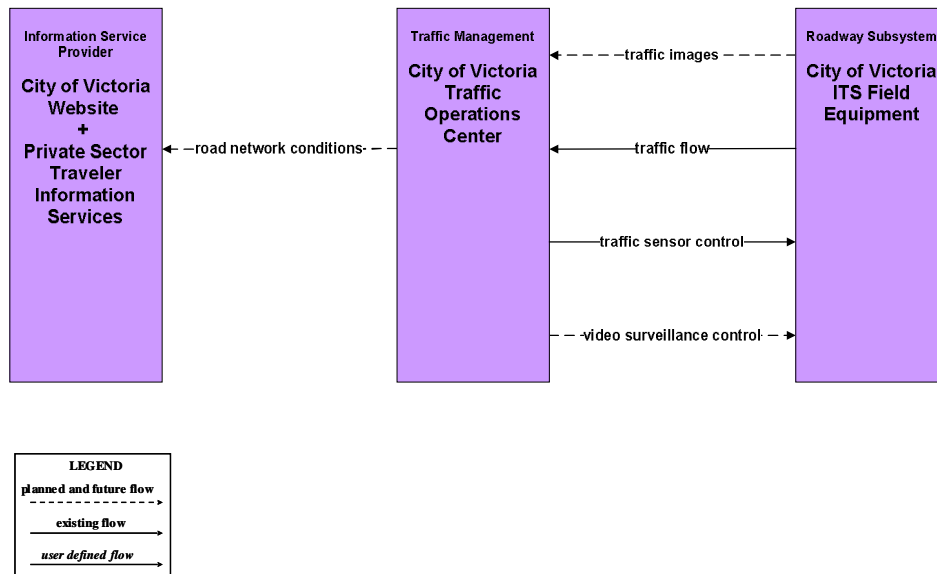 Information Service
Provider
City of Victoria
Website
+
Private Sector
Traveler
Information
Services
road network conditions
Traffic Management
City of Victoria
Traffic
Operations
Center
traffic images
traffic flow
traffic sensor control
video surveillance control
Roadway Subsystem
City of Victoria
ITS Field
Equipment
LEGEND
planned and future flow
existing flow
user defined flow